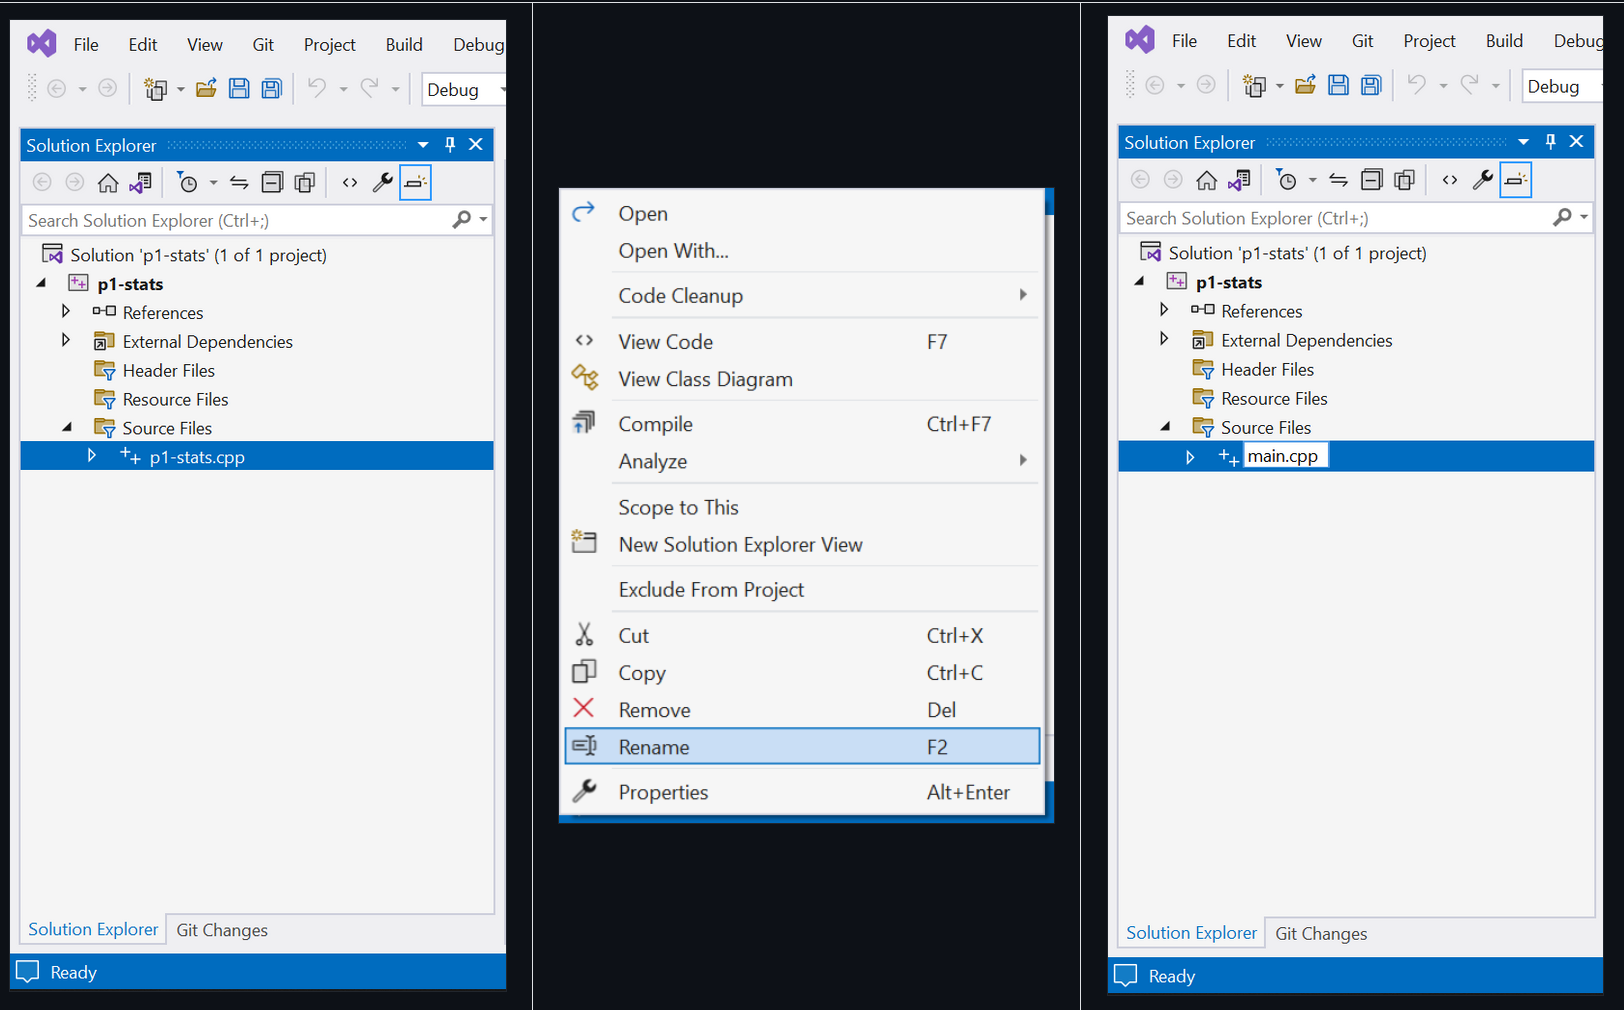 File Edit View Git Project Build Debug
Debug
Solution Explorer
Search Solution Explorer (Ctrl+;)
Solution 'p1-stats' (1 of 1 project)
p1-stats
References
External Dependencies
Header Files
Resource Files
Source Files
p1-stats.cpp
Solution Explorer Git Changes
Ready
Open
Open With...
Code Cleanup
View Code F7
View Class Diagram
Compile Ctrl+F7
Analyze
Scope to This
New Solution Explorer View
Exclude From Project
Cut Ctrl+X
Copy Ctrl+C
Remove Del
Rename F2
Properties Alt+Enter
File Edit View Git Project Build Debug
Debug
Solution Explorer
Search Solution Explorer (Ctrl+;)
Solution 'p1-stats' (1 of 1 project)
p1-stats
References
External Dependencies
Header Files
Resource Files
Source Files
main.cpp
Solution Explorer Git Changes
Ready